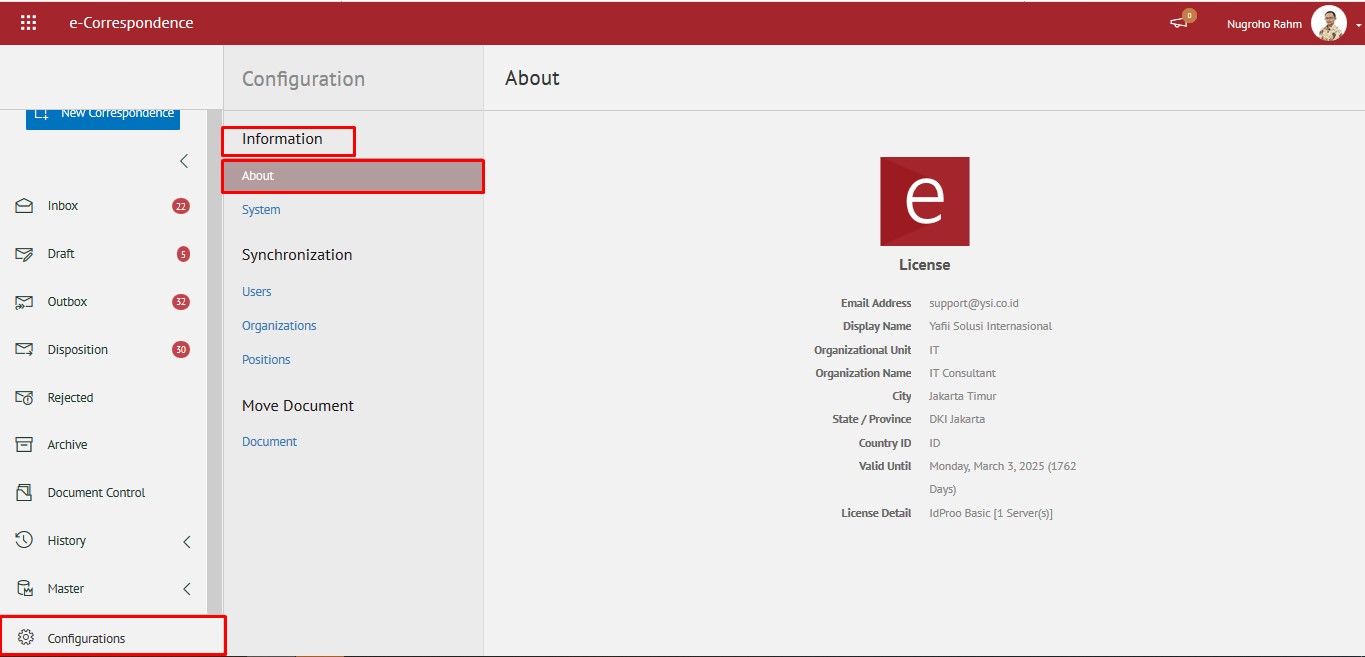 e-Correspondence
0
Nugroho Rahm
Configuration
About
New Correspondence
Inbox 22
Draft 5
Outbox 32
Disposition 30
Rejected
Archive
Document Control
History
Master
Configurations
Information
About
System
Synchronization
Users
Organizations
Positions
Move Document
Document
e
License
Email Address support@ysi.co.id
Display Name Yafii Solusi Internasional
Organizational Unit IT
Organization Name IT Consultant
City Jakarta Timur
State / Province DKI Jakarta
Country ID ID
Valid Until Monday, March 3, 2025 (1762
Days)
License Detail IdProo Basic [1 Server(s)]